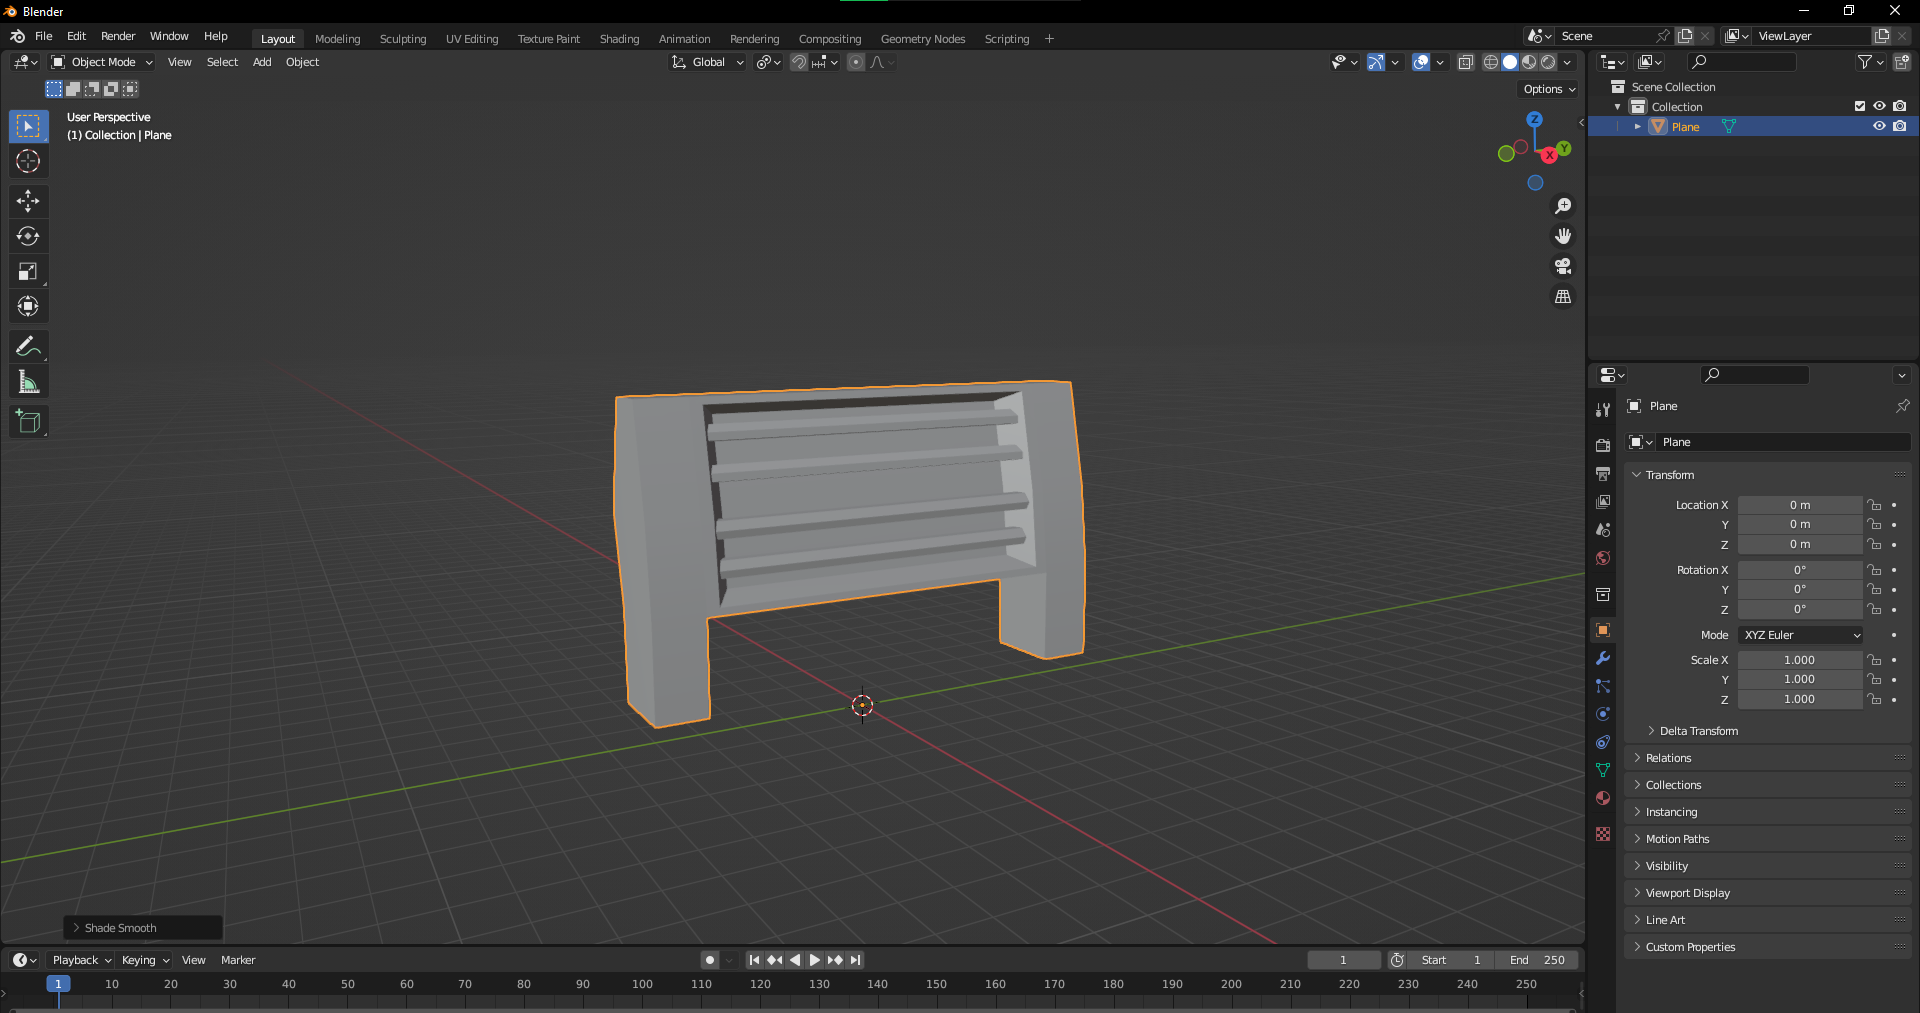 Blender
File Edit Render Window Help Layout Modeling Sculpting UV Editing Texture Paint Shading Animation Rendering Compositing Geometry Nodes Scripting + Scene ViewLayer
Object Mode View Select Add Object Global
Options
User Perspective
(1) Collection | Plane
Z
X
Y
Scene Collection
Collection
Plane
Plane
Plane
Transform
Location X 0 m
Y 0 m
Z 0 m
Rotation X 0°
Y 0°
Z 0°
Mode XYZ Euler
Scale X 1.000
Y 1.000
Z 1.000
Delta Transform
Relations
Collections
Instancing
Motion Paths
Visibility
Viewport Display
Line Art
Custom Properties
Shade Smooth
Playback Keying View Marker 1 Start 1 End 250
1 10 20 30 40 50 60 70 80 90 100 110 120 130 140 150 160 170 180 190 200 210 220 230 240 250